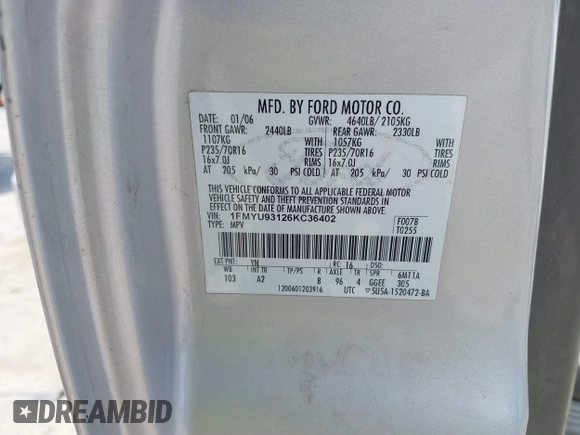 MFD. BY FORD MOTOR CO.
DATE: 01/06 GVWR: 4640LB/ 2105KG
FRONT GAWR: 2440LB REAR GAWR: 2330LB
1107KG WITH 1057KG WITH
P235/70R16 TIRES P235/70R16 TIRES
16x7.0J RIMS 16x7.0J RIMS
AT 205 kPa/ 30 PSI COLD AT 205 kPa/ 30 PSI COLD
THIS VEHICLE CONFORMS TO ALL APPLICABLE FEDERAL MOTOR
VEHICLE SAFETY AND THEFT PREVENTION STANDARDS IN
EFFECT ON THE DATE OF MANUFACTURE SHOWN ABOVE.
VIN: 1FMYU93126KC36402 F0078
TYPE: MPV T0255
EXT PNT: YN RC: 16 DSO:
WB INT TR TP/PS R AXLE TR SPR 6M11A
103 A2 B 96 4 GGEE 305
1200601203916 UTC 5U5A-1520472-BA
DREAMBID